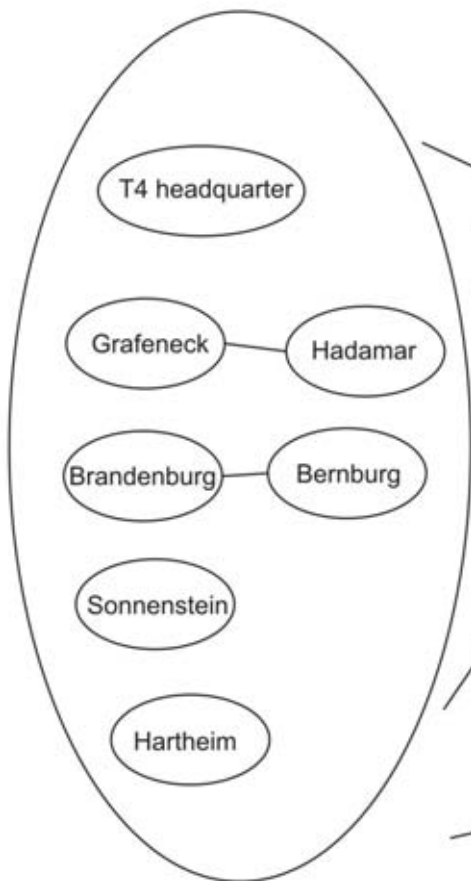 T4 headquarter
Grafeneck
Hadamar
Brandenburg
Bernburg
Sonnenstein
Hartheim